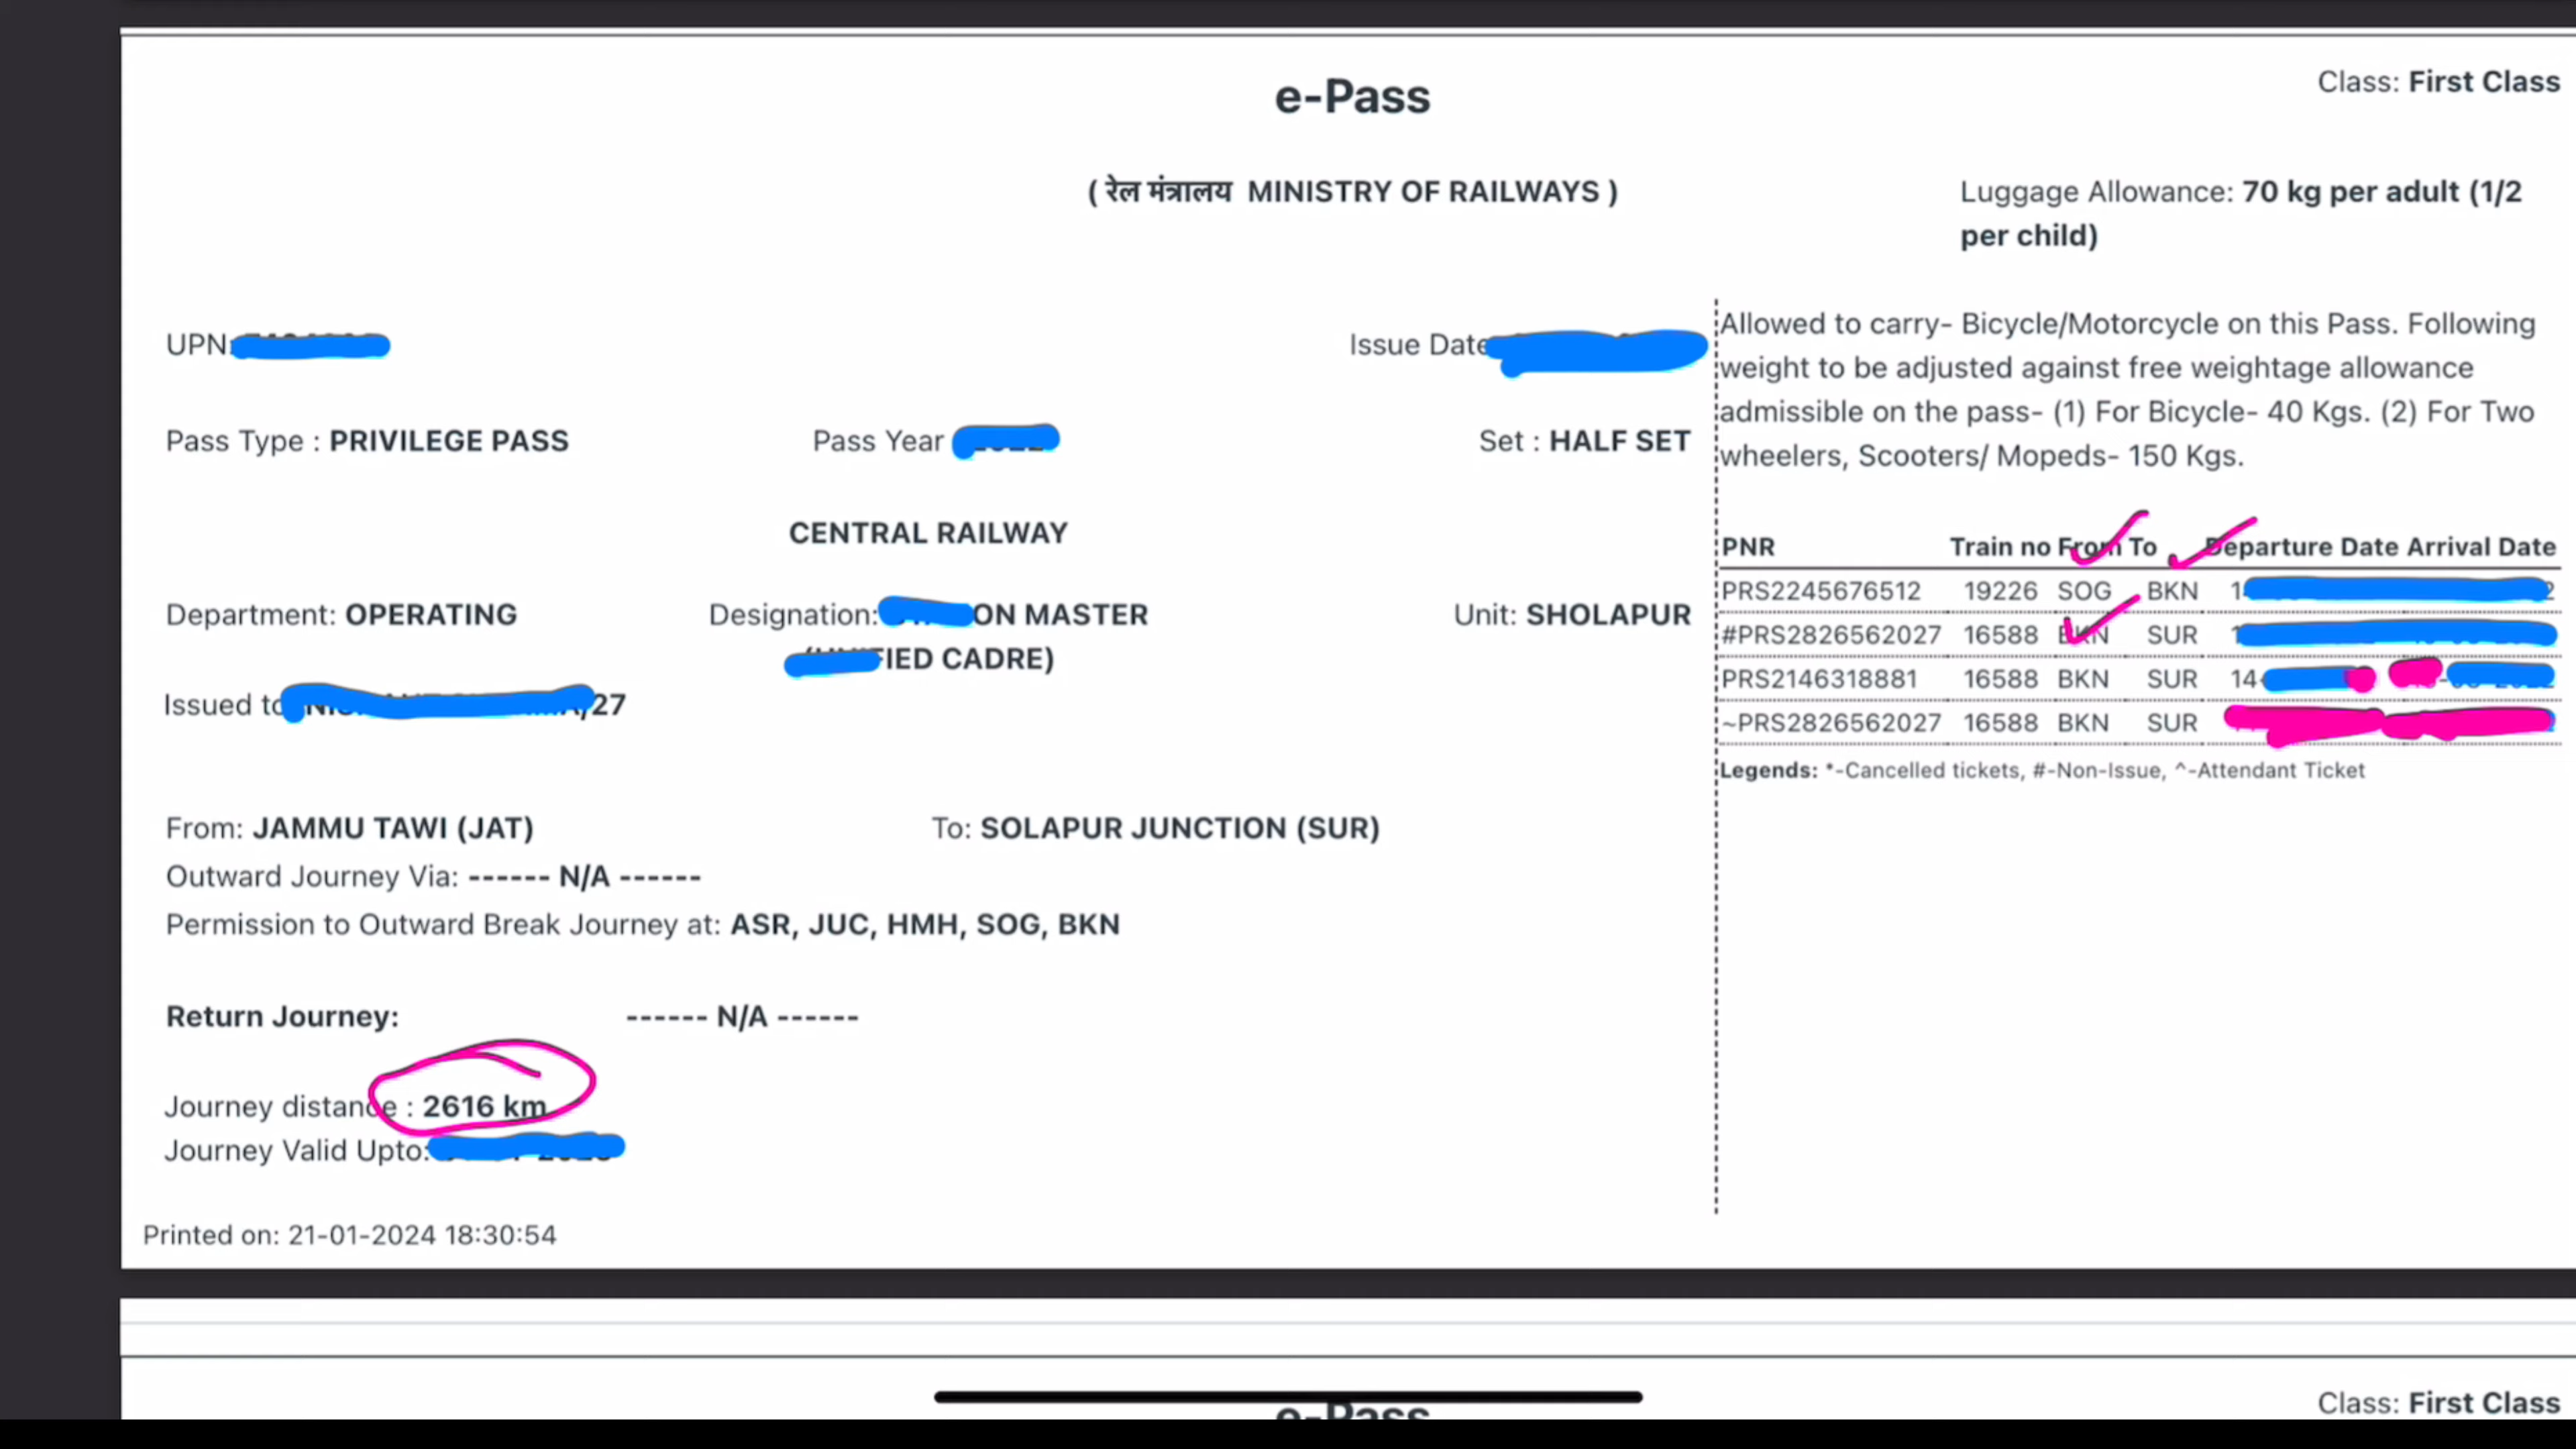 Class: First Class
e-Pass
( रेल मंत्रालय MINISTRY OF RAILWAYS )
Luggage Allowance: 70 kg per adult (1/2
per child)
UPN:
Issue Date
Pass Type : PRIVILEGE PASS
Pass Year
Set : HALF SET
CENTRAL RAILWAY
Department: OPERATING
Designation: ON MASTER
IED CADRE)
Unit: SHOLAPUR
Issued to /27
From: JAMMU TAWI (JAT)
To: SOLAPUR JUNCTION (SUR)
Outward Journey Via: ------ N/A ------
Permission to Outward Break Journey at: ASR, JUC, HMH, SOG, BKN
Return Journey: ------ N/A ------
Journey distance : 2616 km
Journey Valid Upto:
Printed on: 21-01-2024 18:30:54
Allowed to carry- Bicycle/Motorcycle on this Pass. Following
weight to be adjusted against free weightage allowance
admissible on the pass- (1) For Bicycle- 40 Kgs. (2) For Two
wheelers, Scooters/ Mopeds- 150 Kgs.
PNR Train no From To Departure Date Arrival Date
PRS2245676512 19226 SOG BKN
#PRS2826562027 16588 BKN SUR
PRS2146318881 16588 BKN SUR 14-
~PRS2826562027 16588 BKN SUR
Legends: *-Cancelled tickets, #-Non-Issue, ^-Attendant Ticket
e-Pass
Class: First Class